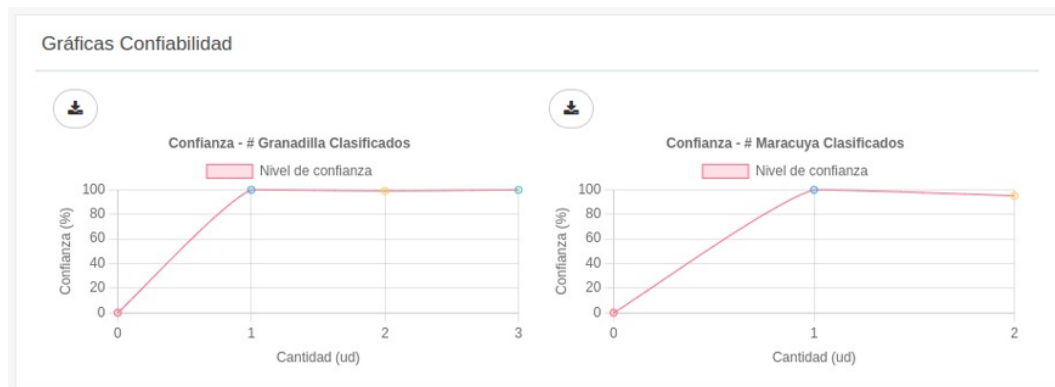 Gráficas Confiabilidad
Confianza - # Granadilla Clasificados
Nivel de confianza
100
80
60
40
20
0
Confianza (%)
0 1 2 3
Cantidad (ud)
Confianza - # Maracuya Clasificados
Nivel de confianza
100
80
60
40
20
0
Confianza (%)
0 1 2
Cantidad (ud)